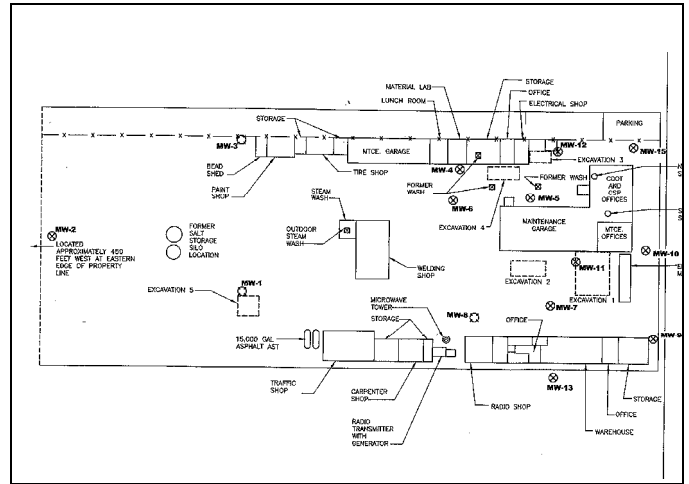 MATERIAL LAB
LUNCH ROOM
STORAGE
OFFICE
ELECTRICAL SHOP
PARKING
STORAGE
MW-3
MTCE. GARAGE
MW-12
MW-15
EXCAVATION 3
BEAD
SHED
PAINT
SHOP
TIRE SHOP
MW-4
FORMER
WASH
FORMER WASH
MW-5
MW-6
EXCAVATION 4
CDOT
AND
CSP
OFFICES
STEAM
WASH
OUTDOOR
STEAM
WASH
MAINTENANCE
GARAGE
MTCE.
OFFICES
MW-2
LOCATED
APPROXIMATELY 450
FEET WEST AT EASTERN
EDGE OF PROPERTY
LINE
FORMER
SALT
STORAGE
SILO
LOCATION
MW-10
MW-11
WELDING
SHOP
EXCAVATION 2
EXCAVATION 1
MW-1
EXCAVATION 5
MICROWAVE
TOWER
STORAGE
MW-8
MW-7
OFFICE
15,000 GAL
ASPHALT AST
MW-9
MW-13
TRAFFIC
SHOP
CARPENTER
SHOP
RADIO SHOP
STORAGE
OFFICE
WAREHOUSE
RADIO
TRANSMITTER
WITH
GENERATOR